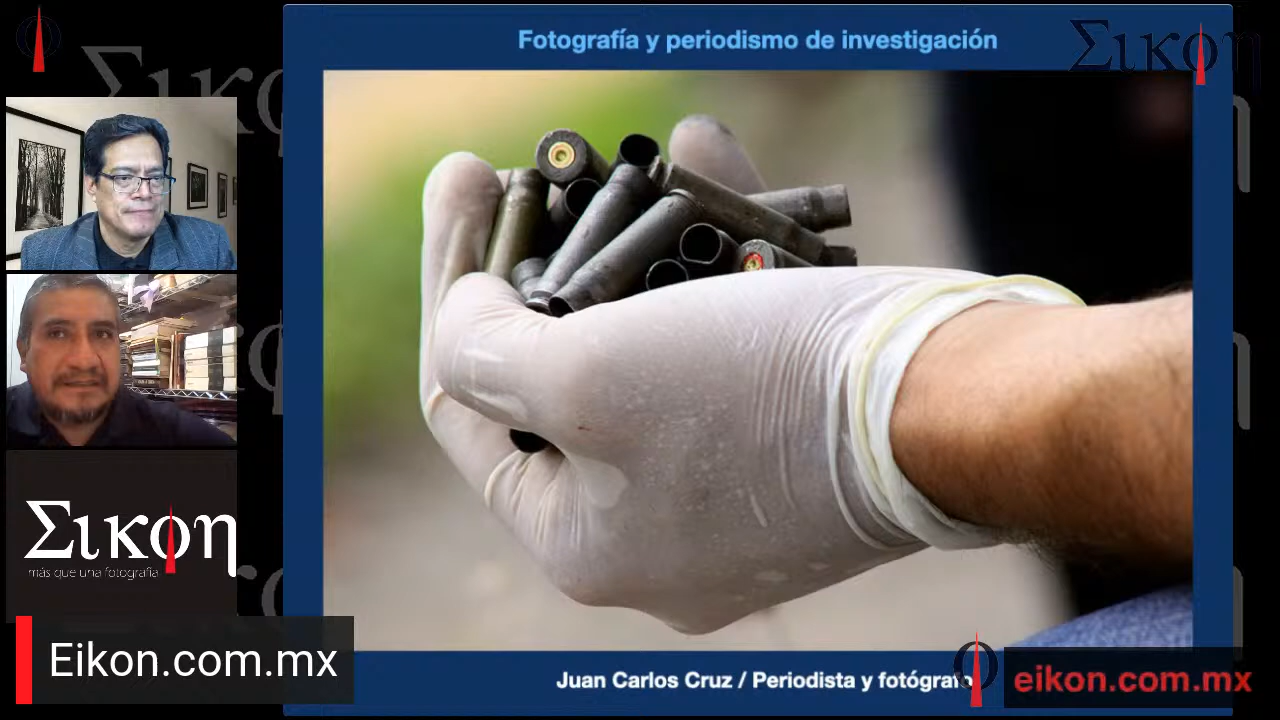 Fotografía y periodismo de investigación
Σικοη
Σικοη
más que una fotografía
Eikon.com.mx
Juan Carlos Cruz / Periodista y fotógrafo
eikon.com.mx